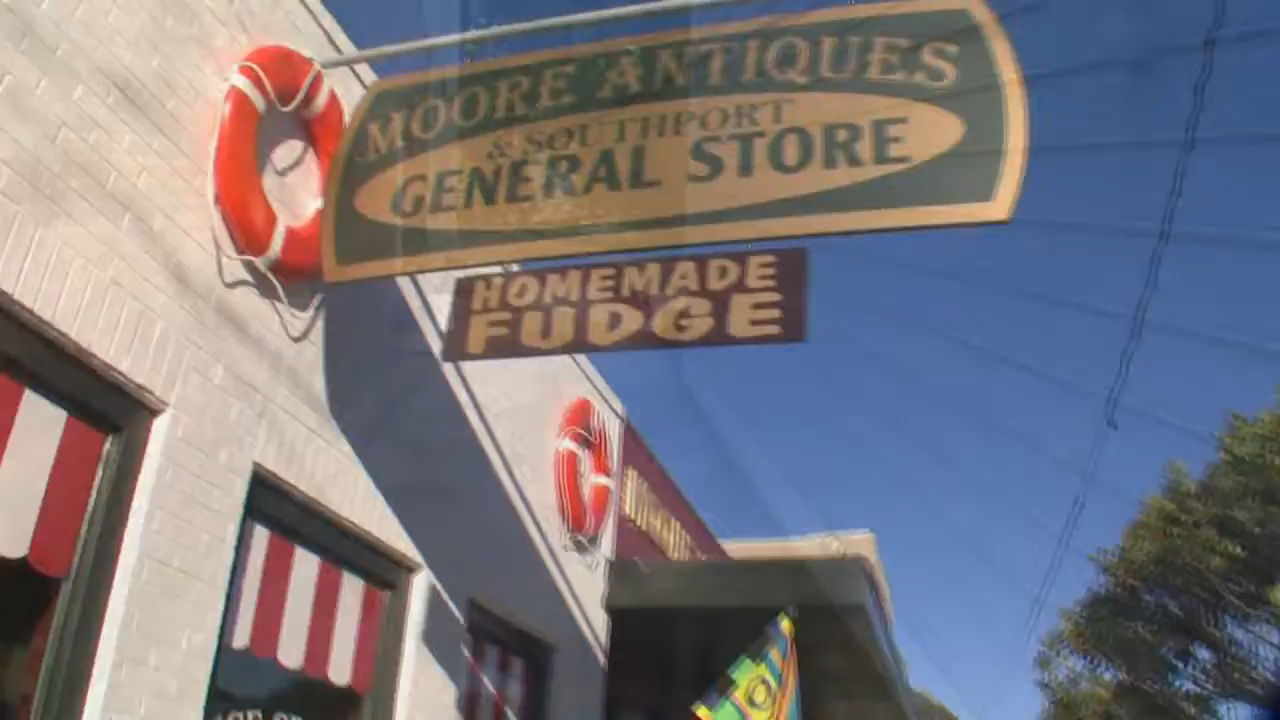 MOORE ANTIQUES
& SOUTHPORT
GENERAL STORE
HOMEMADE
FUDGE